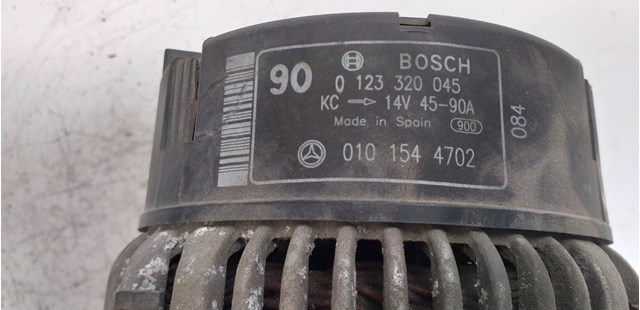 BOSCH
90
0 123 320 045
KC → 14V 45-90A
Made in Spain 900
010 154 4702
084